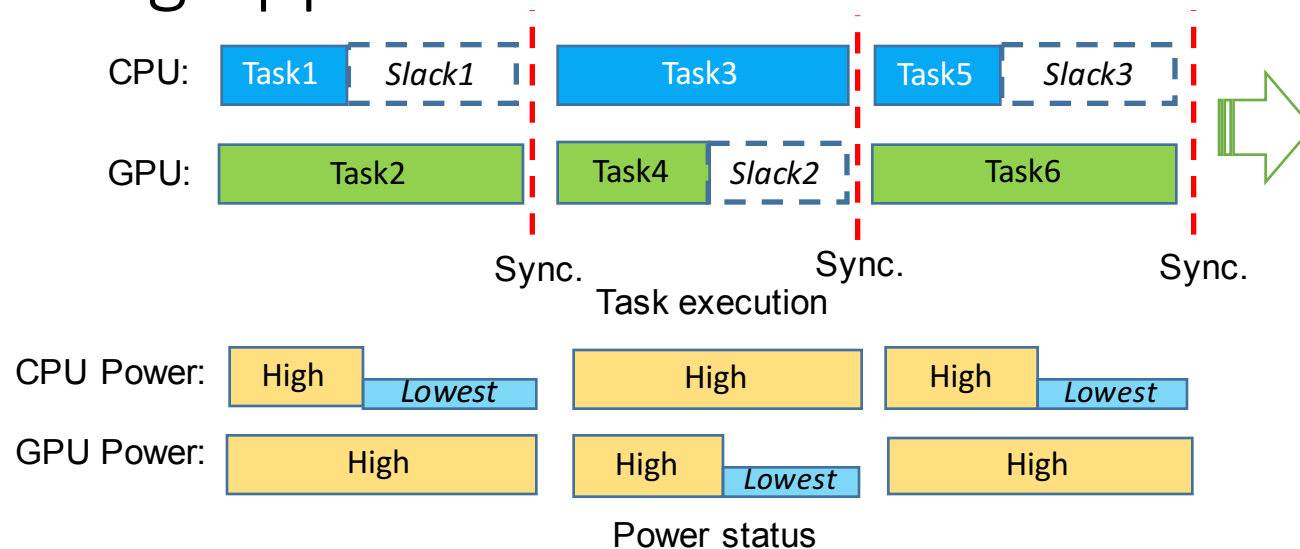 CPU: Task1 Slack1 Task3 Task5 Slack3
GPU: Task2 Task4 Slack2 Task6
Sync. Sync. Sync.
Task execution
CPU Power: High Lowest High High Lowest
GPU Power: High High Lowest High
Power status